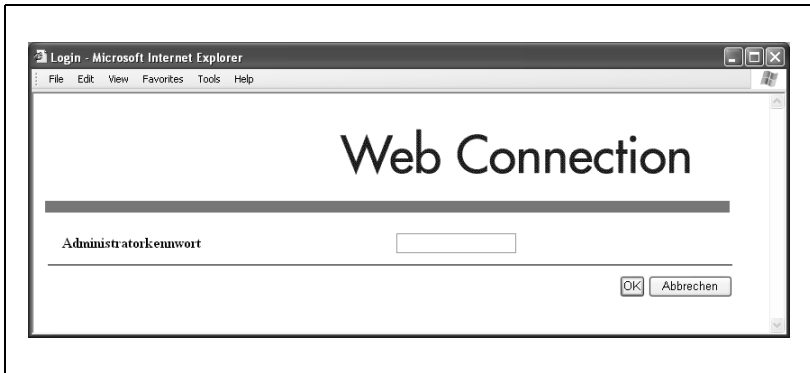 Login - Microsoft Internet Explorer
File Edit View Favorites Tools Help
Web Connection
Administratorkennwort
OK Abbrechen